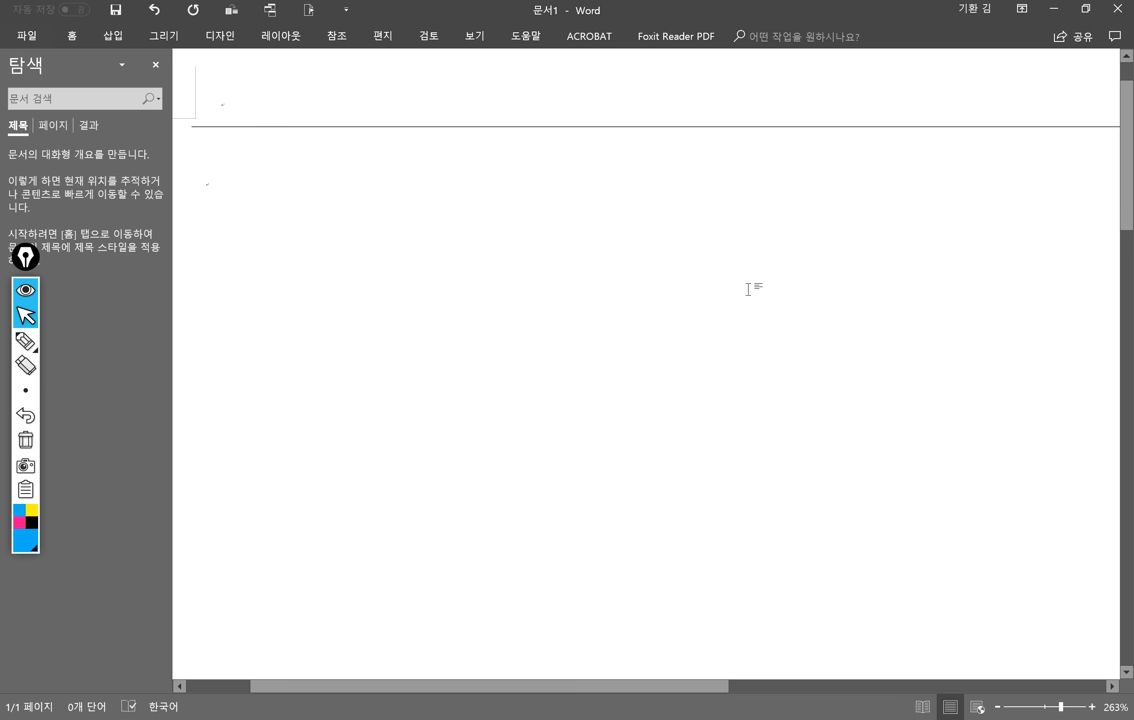 자동 저장
문서1 - Word
기환 김
파일 홈 삽입 그리기 디자인 레이아웃 참조 편지 검토 보기 도움말 ACROBAT Foxit Reader PDF 어떤 작업을 원하시나요? 공유
탐색
문서 검색
제목 페이지 결과
문서의 대화형 개요를 만듭니다.
이렇게 하면 현재 위치를 추적하거
나 콘텐츠로 빠르게 이동할 수 있습
니다.
시작하려면 [홈] 탭으로 이동하여
제목에 제목 스타일을 적용
1/1 페이지 0개 단어 한국어 263%